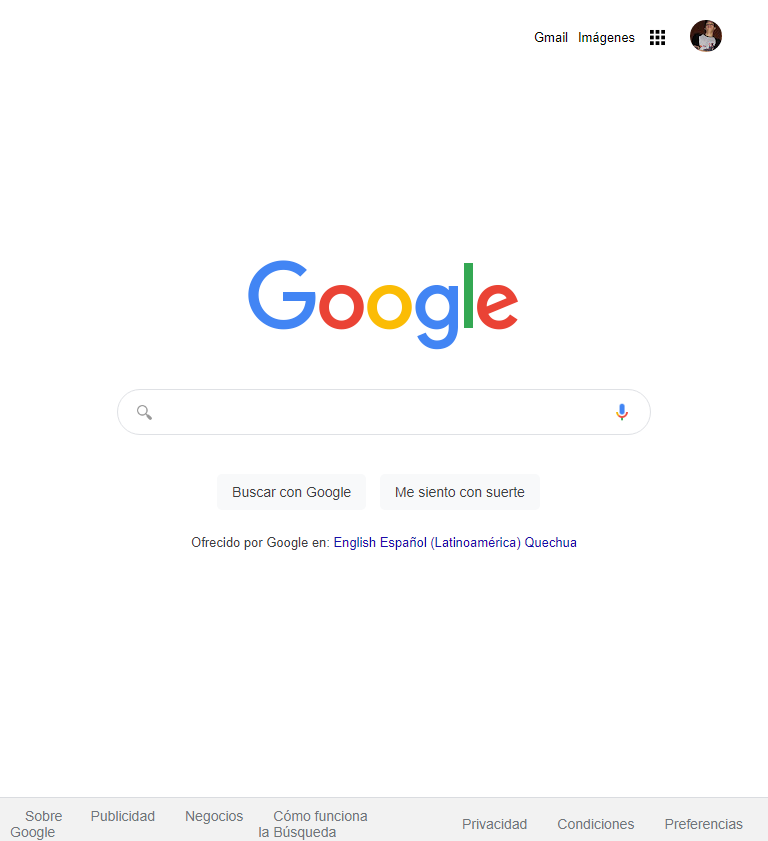 Gmail Imágenes
Google
Buscar con Google Me siento con suerte
Ofrecido por Google en: English Español (Latinoamérica) Quechua
Sobre Google Publicidad Negocios Cómo funciona la Búsqueda Privacidad Condiciones Preferencias